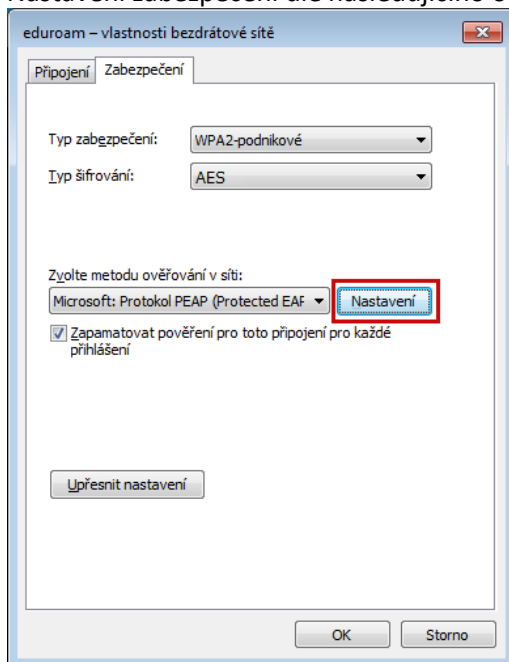 eduroam – vlastnosti bezdrátové sítě
Připojení Zabezpečení
Typ zabezpečení: WPA2-podnikové
Typ šifrování: AES
Zvolte metodu ověřování v síti:
Microsoft: Protokol PEAP (Protected EAP Nastavení
Zapamatovat pověření pro toto připojení pro každé
přihlášení
Upřesnit nastavení
OK Storno